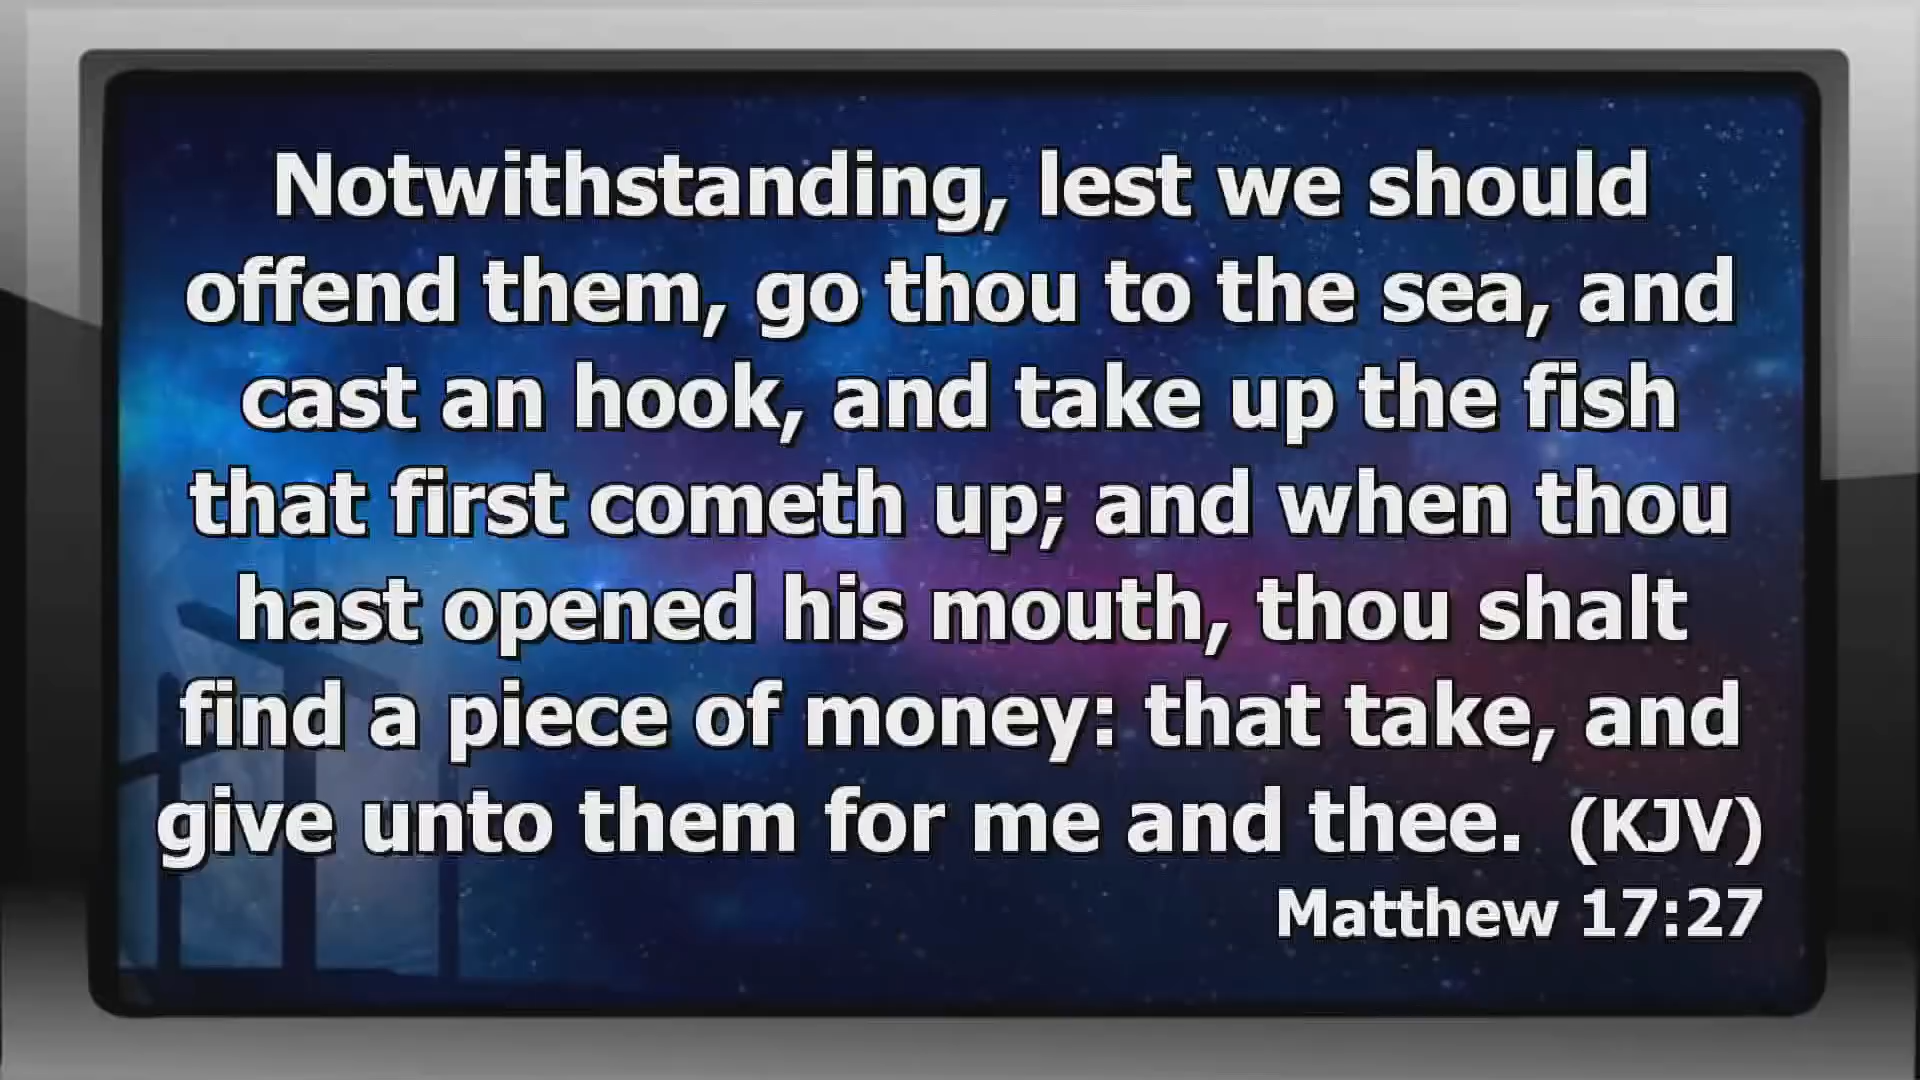 Notwithstanding, lest we should
offend them, go thou to the sea, and
cast an hook, and take up the fish
that first cometh up; and when thou
hast opened his mouth, thou shalt
find a piece of money: that take, and
give unto them for me and thee. (KJV)
Matthew 17:27